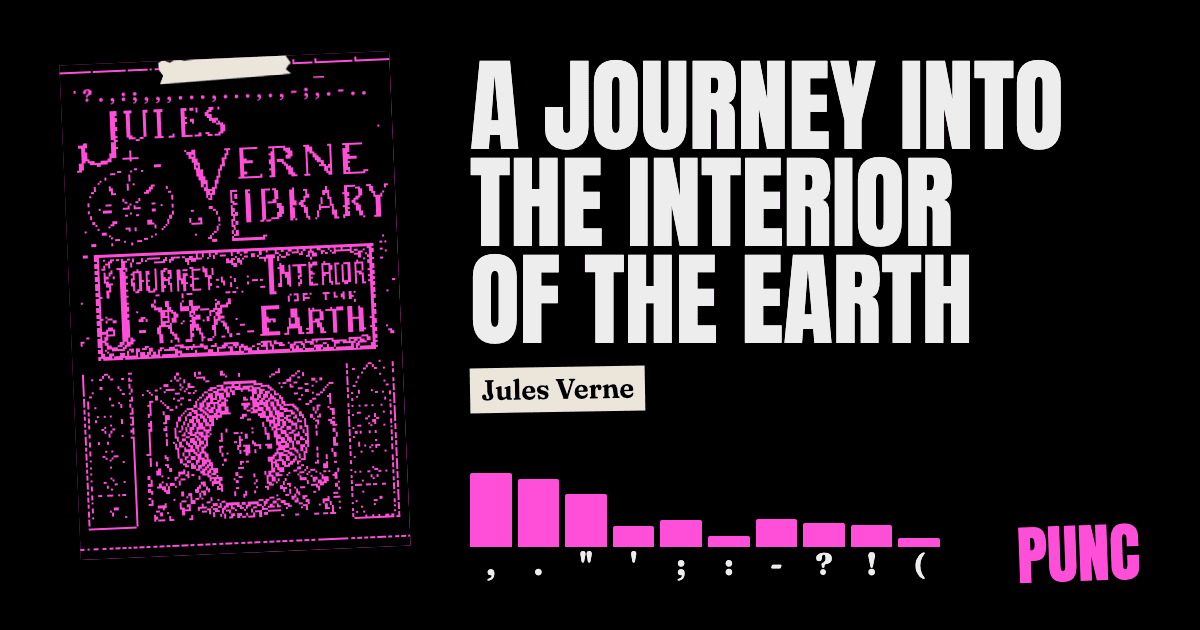 '?.,:;,,,...,...,.,-;,.-..
JULES
VERNE
LIBRARY
JOURNEY
INTERIOR
OF THE
EARTH
A JOURNEY INTO
THE INTERIOR
OF THE EARTH
Jules Verne
, . " ' ; : - ? ! (
PUNC